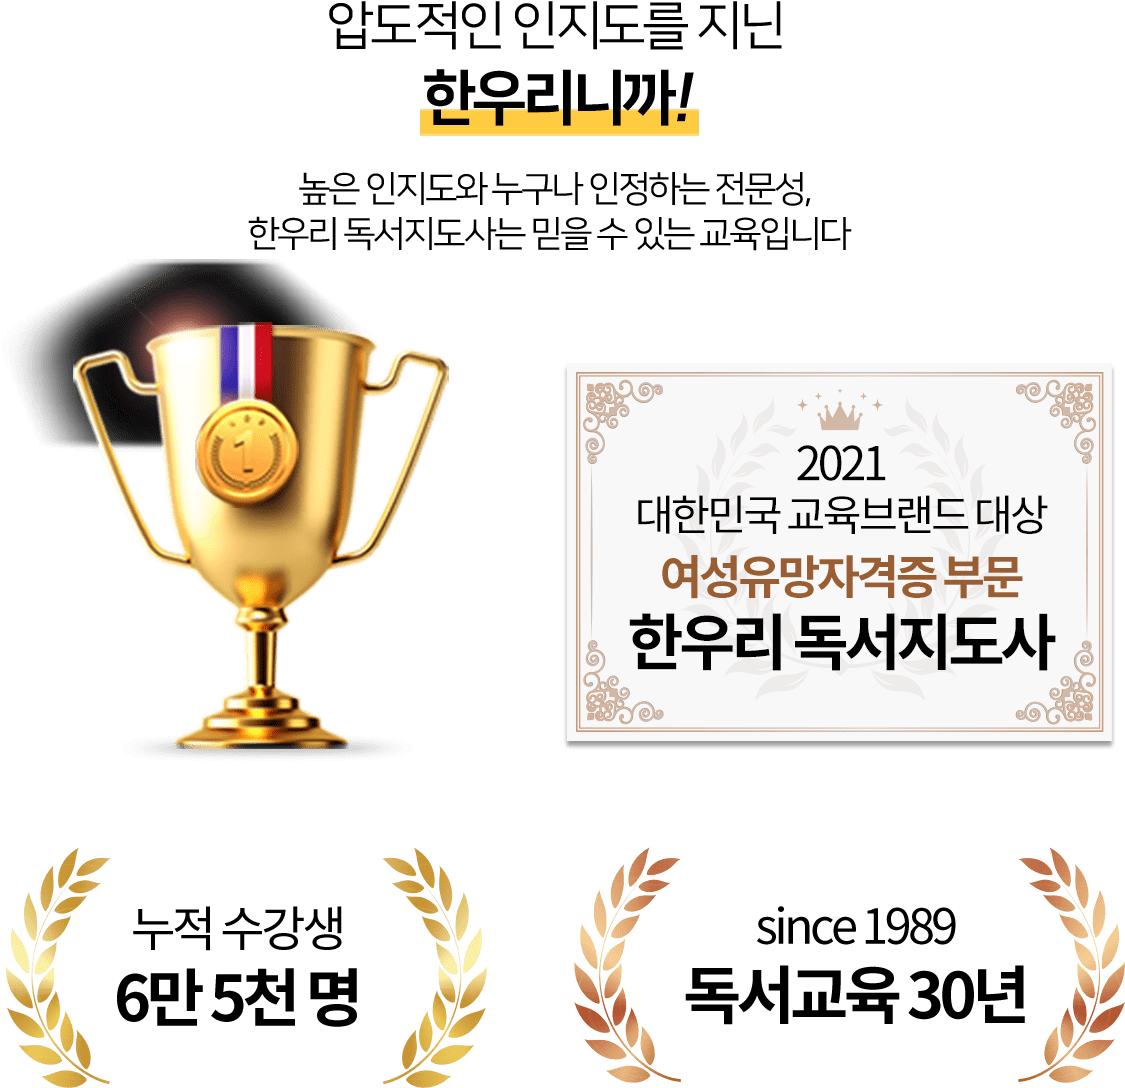 압도적인 인지도를 지닌
한우리니까!
높은 인지도와 누구나 인정하는 전문성,
한우리 독서지도사는 믿을 수 있는 교육입니다
1
2021
대한민국 교육브랜드 대상
여성유망자격증 부문
한우리 독서지도사
누적 수강생
6만 5천 명
since 1989
독서교육 30년